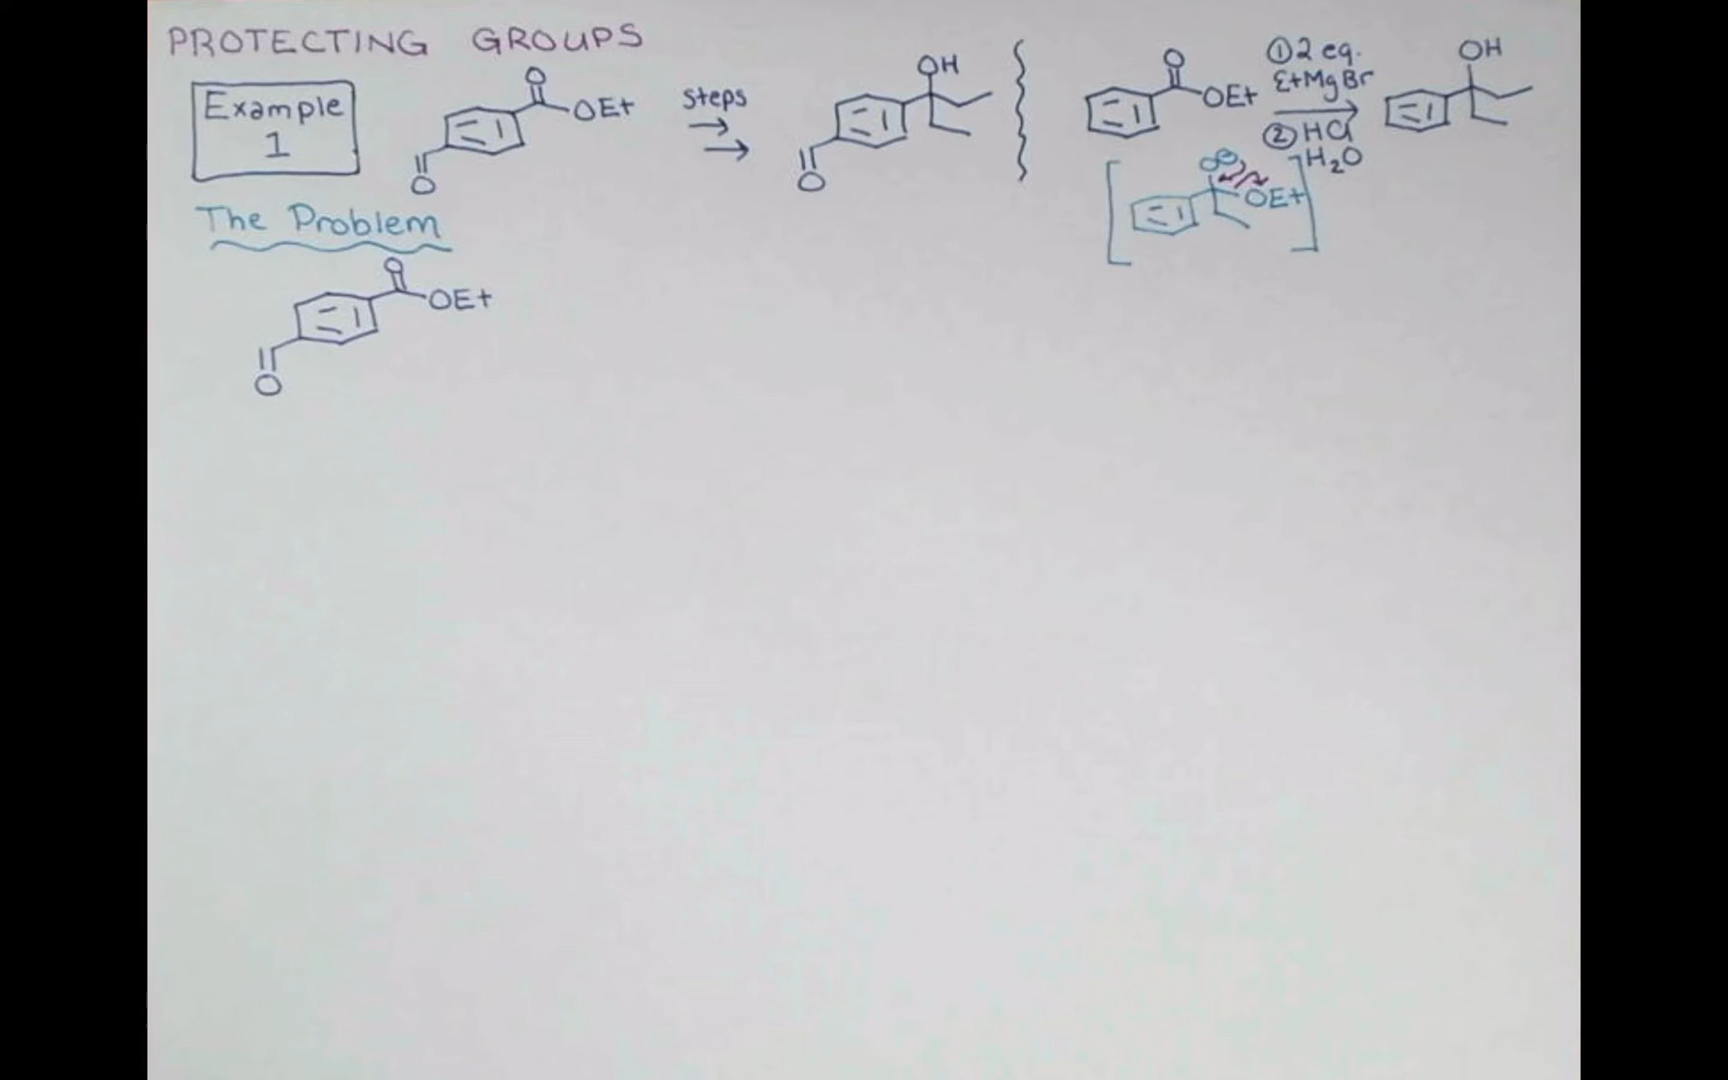 PROTECTING GROUPS
Example
1
O
OEt
O
steps
OH
O
O
OEt
① 2 eq.
EtMgBr
② HCl
H₂O
OH
O⊖
OEt
The Problem
O
OEt
O